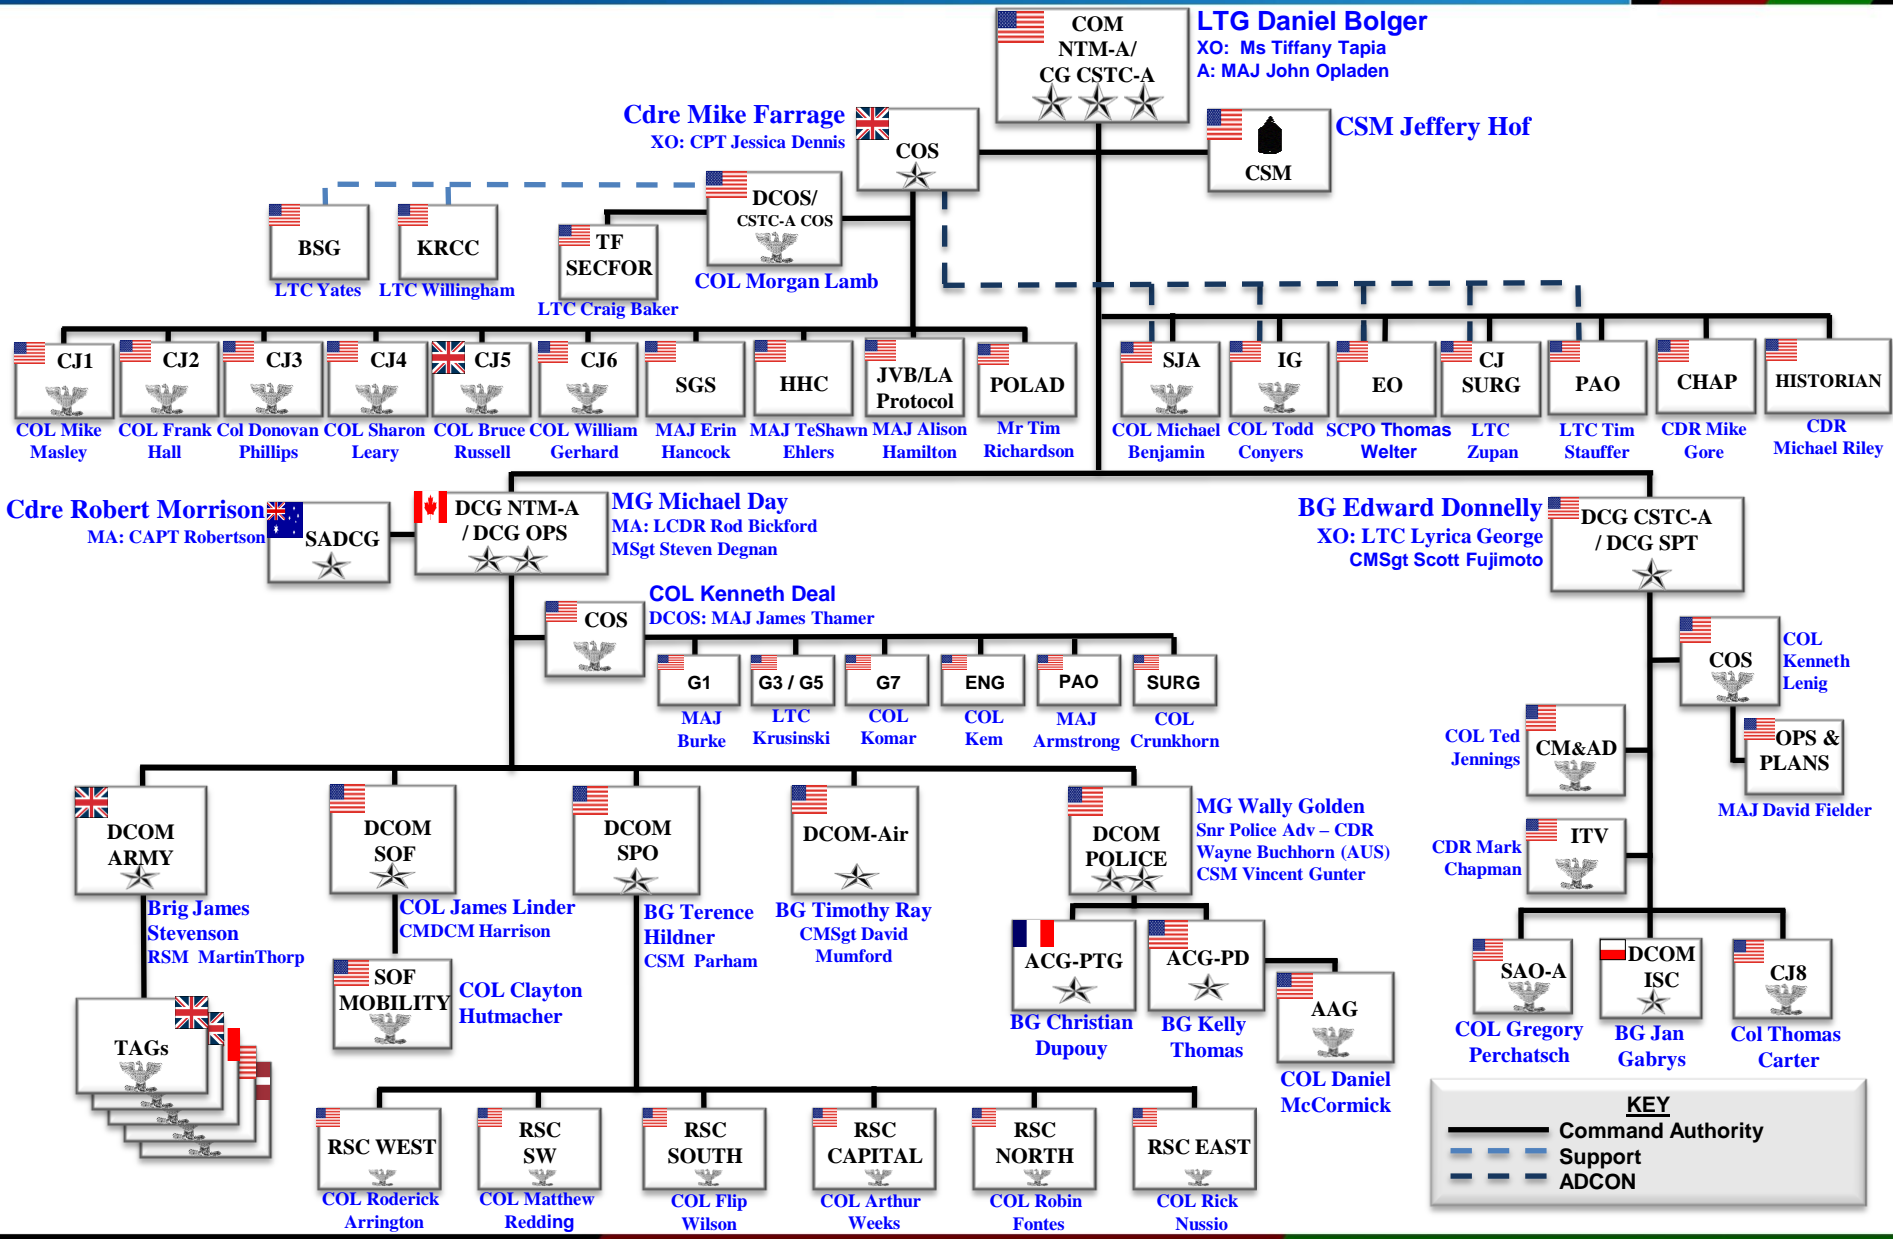 COM
NTM-A/
CG CSTC-A
LTG Daniel Bolger
XO:  Ms Tiffany Tapia
A: MAJ John Opladen
Cdre Mike Farrage
XO: CPT Jessica Dennis
COS
CSM
CSM Jeffery Hof
DCOS/
CSTC-A COS
COL Morgan Lamb
BSG
LTC Yates
KRCC
LTC Willingham
TF
SECFOR
LTC Craig Baker
CJ1
COL Mike
Masley
CJ2
COL Frank
Hall
CJ3
Col Donovan
Phillips
CJ4
COL Sharon
Leary
CJ5
COL Bruce
Russell
CJ6
COL William
Gerhard
SGS
MAJ Erin
Hancock
HHC
MAJ TeShawn
Ehlers
JVB/LA
Protocol
MAJ Alison
Hamilton
POLAD
Mr Tim
Richardson
SJA
COL Michael
Benjamin
IG
COL Todd
Conyers
EO
SCPO Thomas
Welter
CJ
SURG
LTC
Zupan
PAO
LTC Tim
Stauffer
CHAP
CDR Mike
Gore
HISTORIAN
CDR
Michael Riley
Cdre Robert Morrison
MA: CAPT Robertson
SADCG
DCG NTM-A
/ DCG OPS
MG Michael Day
MA: LCDR Rod Bickford
MSgt Steven Degnan
BG Edward Donnelly
XO: LTC Lyrica George
CMSgt Scott Fujimoto
DCG CSTC-A
/ DCG SPT
COS
COL Kenneth Deal
DCOS: MAJ James Thamer
G1
MAJ
Burke
G3 / G5
LTC
Krusinski
G7
COL
Komar
ENG
COL
Kem
PAO
MAJ
Armstrong
SURG
COL
Crunkhorn
COS
COL
Kenneth
Lenig
OPS &
PLANS
MAJ David Fielder
COL Ted
Jennings
CM&AD
CDR Mark
Chapman
ITV
DCOM
ARMY
Brig James
Stevenson
RSM  MartinThorp
DCOM
SOF
COL James Linder
CMDCM Harrison
DCOM
SPO
BG Terence
Hildner
CSM  Parham
DCOM-Air
BG Timothy Ray
CMSgt David
Mumford
DCOM
POLICE
MG Wally Golden
Snr Police Adv – CDR
Wayne Buchhorn (AUS)
CSM Vincent Gunter
TAGs
SOF
MOBILITY
COL Clayton
Hutmacher
ACG-PTG
BG Christian
Dupouy
ACG-PD
BG Kelly
Thomas
AAG
COL Daniel
McCormick
SAO-A
COL Gregory
Perchatsch
DCOM
ISC
BG Jan
Gabrys
CJ8
Col Thomas
Carter
RSC WEST
COL Roderick
Arrington
RSC
SW
COL Matthew
Redding
RSC
SOUTH
COL Flip
Wilson
RSC
CAPITAL
COL Arthur
Weeks
RSC
NORTH
COL Robin
Fontes
RSC EAST
COL Rick
Nussio
KEY
Command Authority
Support
ADCON